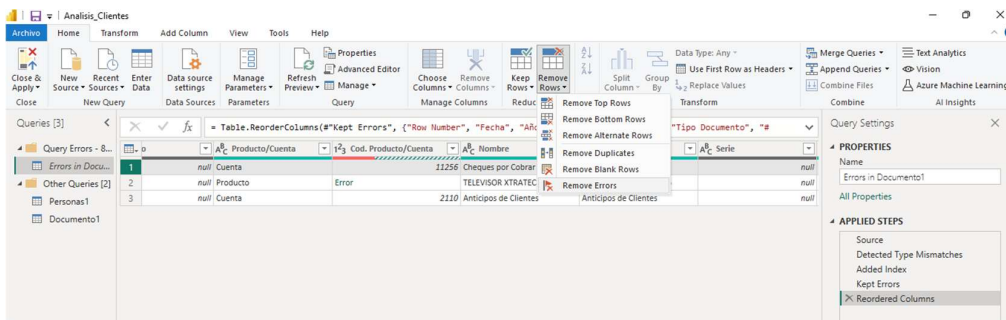 Analisis_Clientes
Archivo Home Transform Add Column View Tools Help
Close & Apply
New Source
Recent Sources
Enter Data
Data source settings
Manage Parameters
Refresh Preview
Properties
Advanced Editor
Manage
Choose Columns
Remove Columns
Keep Rows
Remove Rows
Split Column
Group By
Data Type: Any
Use First Row as Headers
Replace Values
Merge Queries
Append Queries
Combine Files
Text Analytics
Vision
Azure Machine Learning
Close New Query Data Sources Parameters Query Manage Columns Reduc Transform Combine AI Insights
Remove Top Rows
Remove Bottom Rows
Remove Alternate Rows
Remove Duplicates
Remove Blank Rows
Remove Errors
Queries [3]
Query Errors - 8...
Errors in Docu...
Other Queries [2]
Personas1
Documento1
= Table.ReorderColumns(#"Kept Errors", {"Row Number", "Fecha", "Año "Tipo Documento", "#
Producto/Cuenta Cod. Producto/Cuenta Nombre Serie
1 null Cuenta 11256 Cheques por Cobrar null
2 null Producto Error TELEVISOR XTRATEC null
3 null Cuenta 2110 Anticipos de Clientes Anticipos de Clientes null
Query Settings
PROPERTIES
Name
Errors in Documento1
All Properties
APPLIED STEPS
Source
Detected Type Mismatches
Added Index
Kept Errors
Reordered Columns